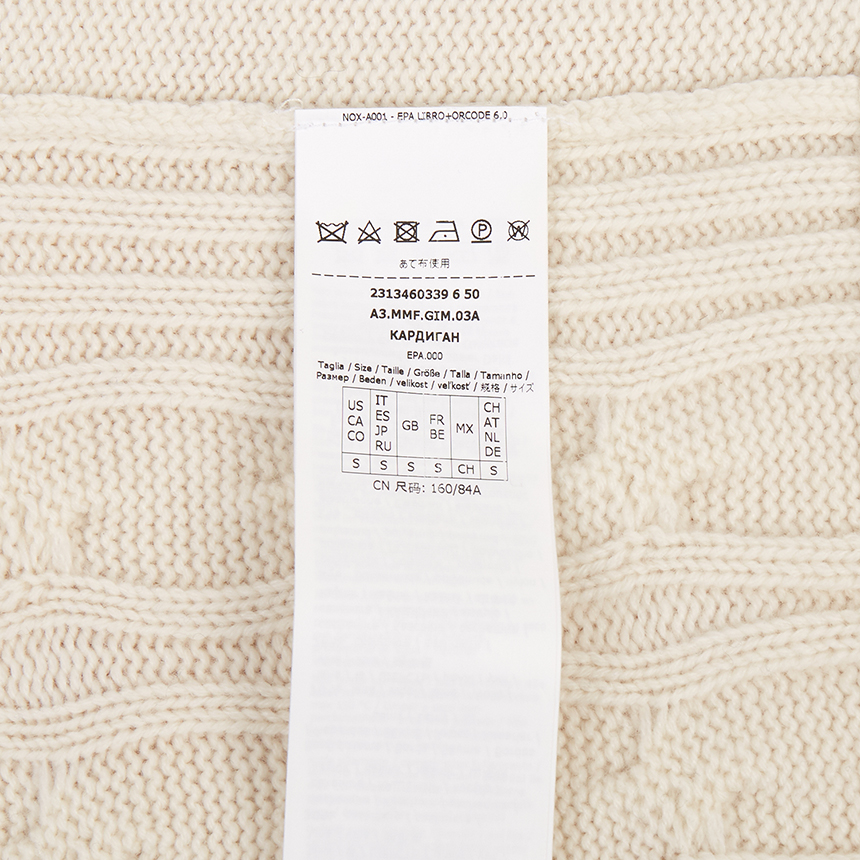 NOX-A001 - EPA LIBRO+ORCODE 6.0
P W
あて布使用
2313460339 6 50
A3.MMF.GIM.03A
КАРДИГАН
EPA.000
Taglia / Size / Taille / Größe / Talla / Tamanho /
Размер / Beden / velikost / veľkosť / 规格 / サイズ
US CA CO IT ES JP RU GB FR BE MX CH AT NL DE
S S S S CH S
CN 尺码: 160/84A